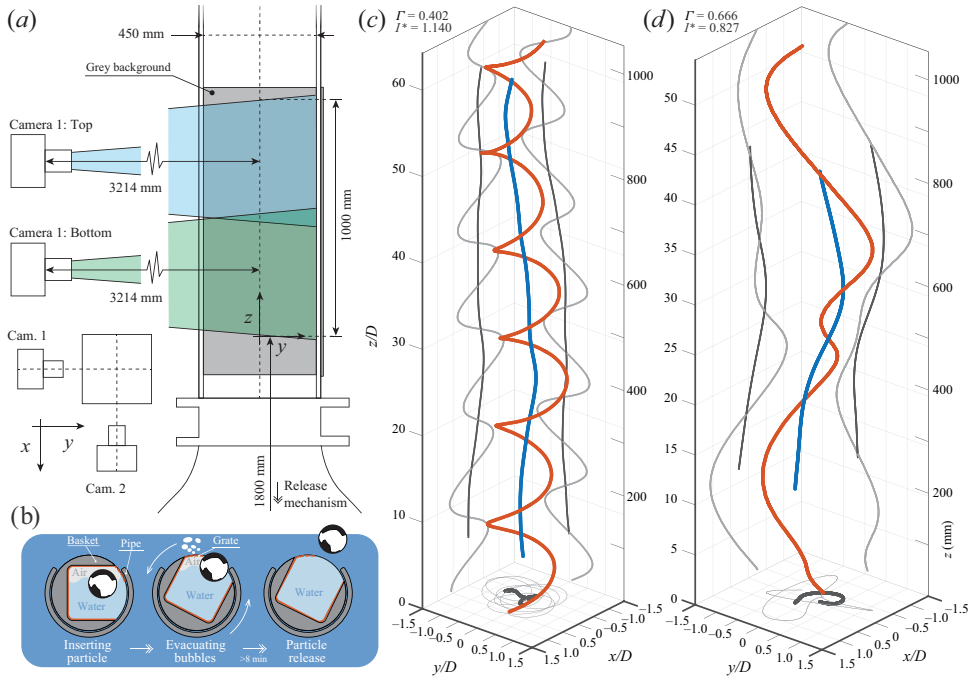 (a)
450 mm
Grey background
Camera 1: Top
3214 mm
1000 mm
Camera 1: Bottom
3214 mm
z
y
Cam. 1
x
y
Cam. 2
1800 mm
Release
mechanism
(b)
Basket
Pipe
Grate
Air
Air
Water
Water
Water
Inserting
particle
Evacuating
bubbles
>8 min
Particle
release
(c)
Γ = 0.402
I* = 1.140
z/D
60
50
40
30
20
10
0
1000
800
600
400
200
−1.5
−1.0
−0.5
0
0.5
1.0
1.5
y/D
1.5
1.0
0.5
0
−0.5
−1.0
−1.5
x/D
(d)
Γ = 0.666
I* = 0.827
50
45
40
35
30
25
20
15
10
5
0
1000
800
600
400
200
z (mm)
−1.5
−1.0
−0.5
0
0.5
1.0
1.5
y/D
1.5
1.0
0.5
0
−0.5
−1.0
−1.5
x/D